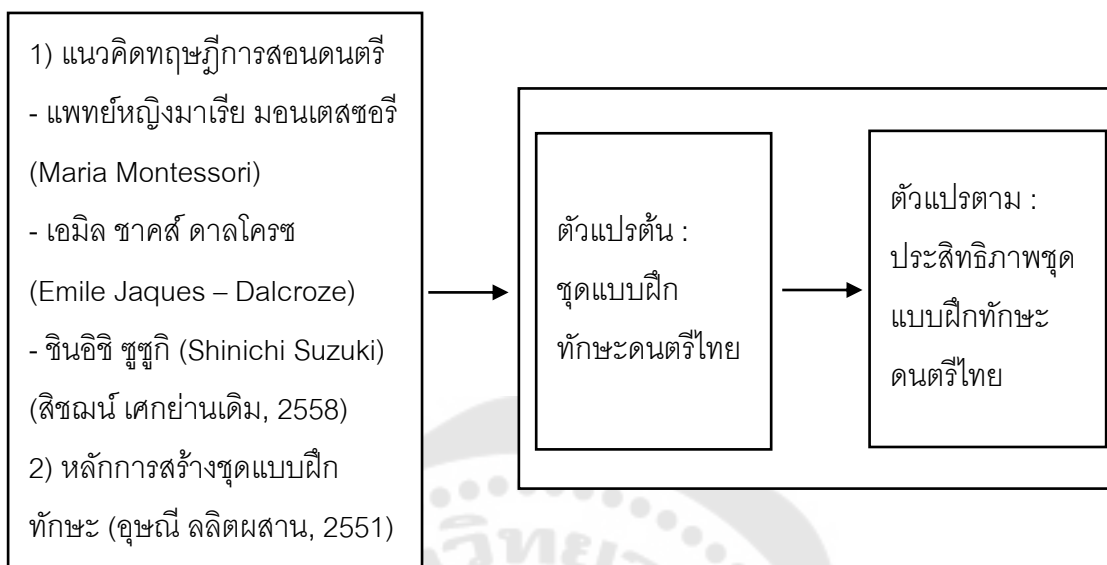 1) แนวคิดทฤษฎีการสอนดนตรี
- แพทย์หญิงมาเรีย มอนเตสซอรี
(Maria Montessori)
- เอมิล ชาคส์ ดาลโครซ
(Emile Jaques – Dalcroze)
- ชินอิชิ ซูซูกิ (Shinichi Suzuki)
(สิชฌน์ เศกย่านเดิม, 2558)
2) หลักการสร้างชุดแบบฝึก
ทักษะ (อุษณี ลลิตผสาน, 2551)
ตัวแปรต้น :
ชุดแบบฝึก
ทักษะดนตรีไทย
ตัวแปรตาม :
ประสิทธิภาพชุด
แบบฝึกทักษะ
ดนตรีไทย